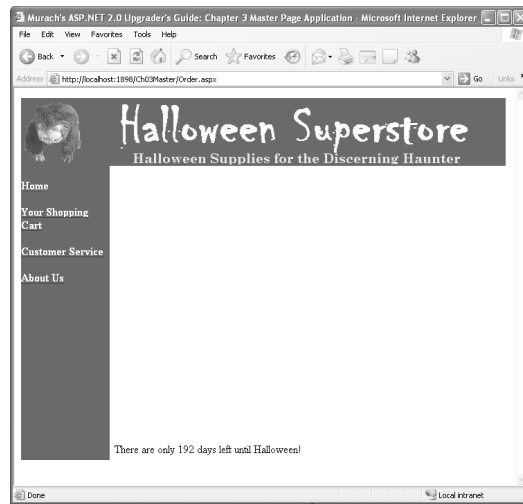 Murach's ASP.NET 2.0 Upgrader's Guide: Chapter 3 Master Page Application - Microsoft Internet Explorer
File Edit View Favorites Tools Help
Back Search Favorites
Address http://localhost:1898/Ch03Master/Order.aspx Go Links
Halloween Superstore
Halloween Supplies for the Discerning Haunter
Home
Your Shopping
Cart
Customer Service
About Us
There are only 192 days left until Halloween!
Done Local intranet